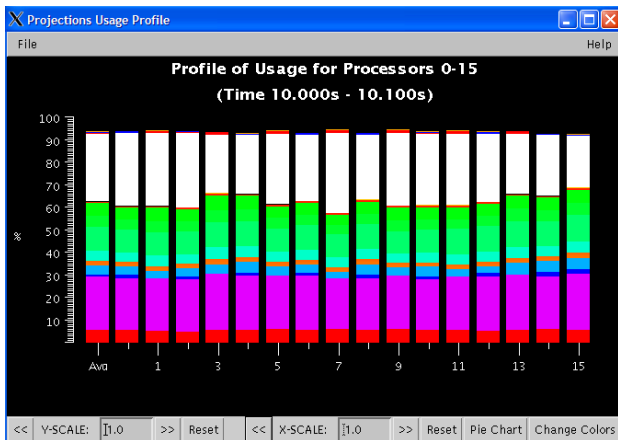 Projections Usage Profile
File Help
Profile of Usage for Processors 0-15
(Time 10.000s - 10.100s)
100
90
80
70
60
50
40
30
20
10
%
Avg 1 3 5 7 9 11 13 15
<< Y-SCALE: 1.0 >> Reset << X-SCALE: 1.0 >> Reset Pie Chart Change Colors